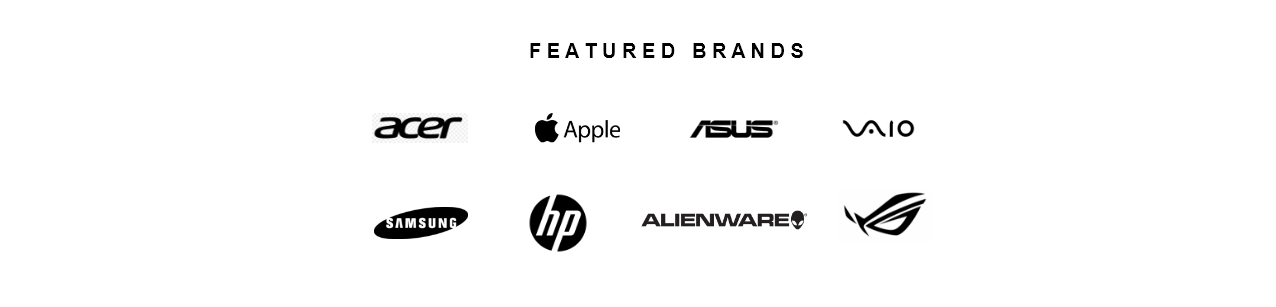 FEATURED BRANDS
acer Apple ASUS VAIO
SAMSUNG hp ALIENWARE